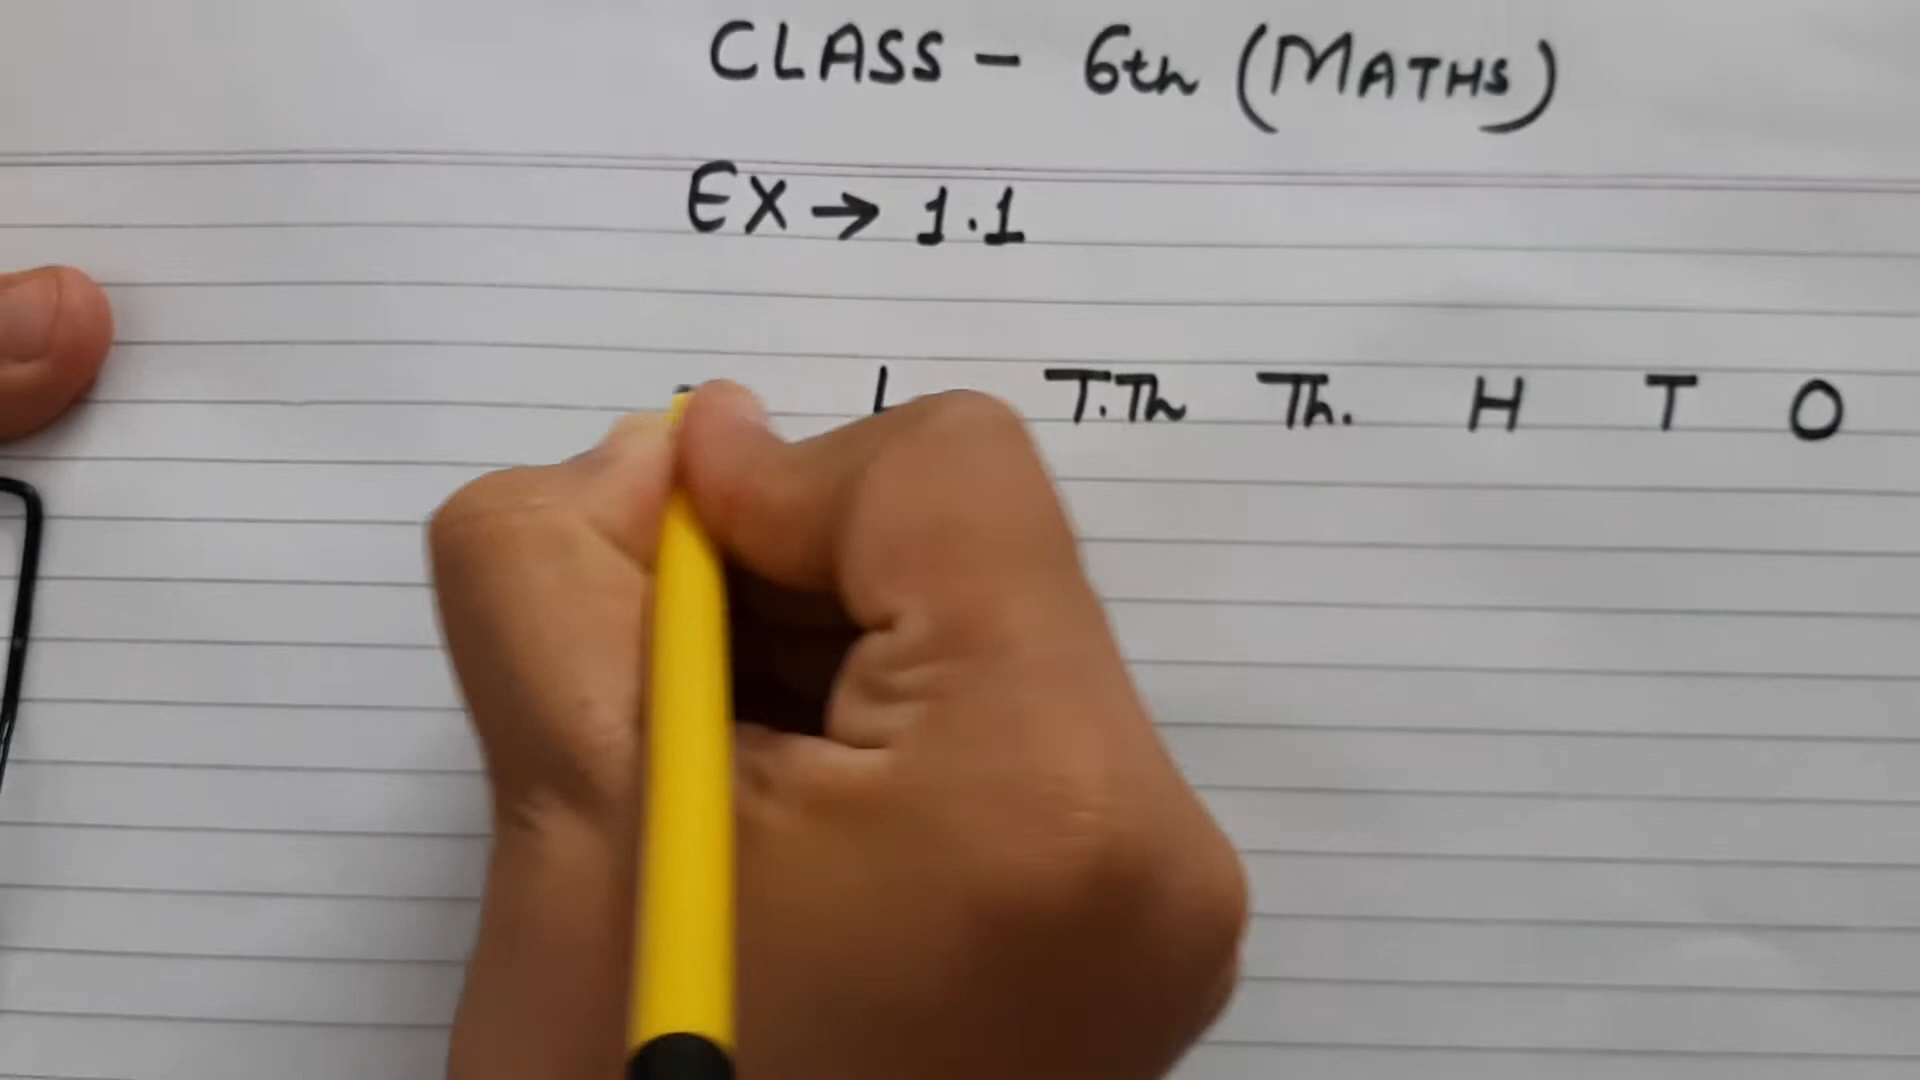 CLASS - 6th (MATHS)
EX → 1.1
L T.Th Th. H T O